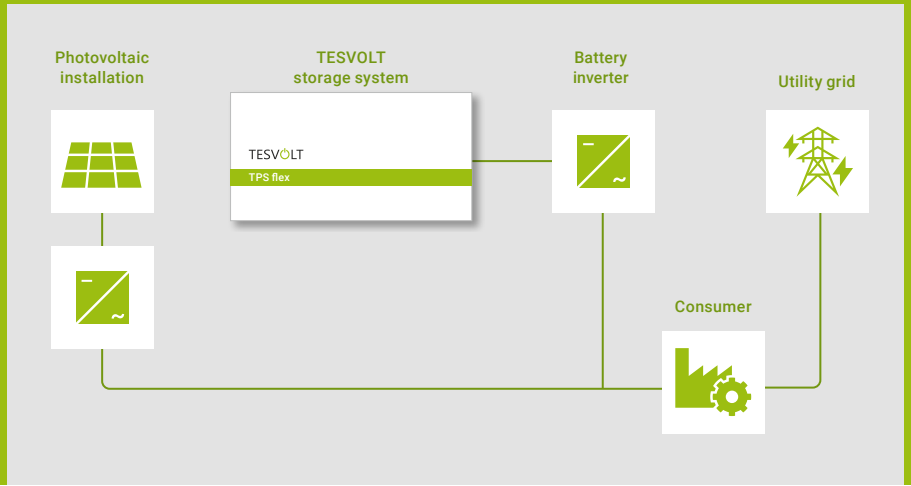 Photovoltaic
installation
TESVOLT
storage system
Battery
inverter
Utility grid
TESVOLT
TPS flex
Consumer